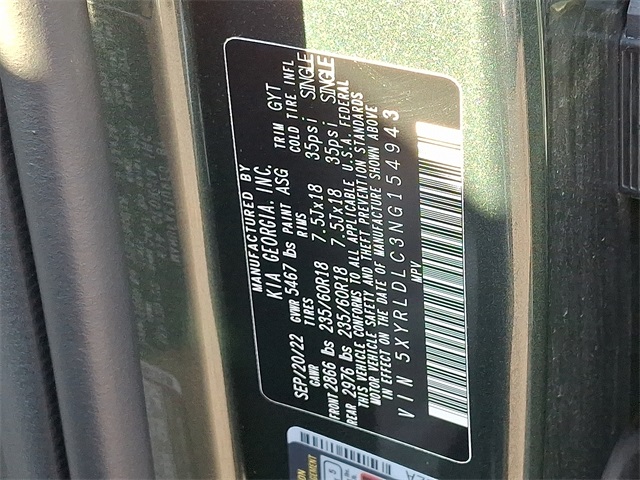 MANUFACTURED BY
KIA GEORGIA, INC.
SEP/20/22 GVWR 5467 lbs PAINT ASG TRIM GYT
GAWR TIRES RIMS COLD TIRE INFL
FRONT 2866 lbs 235/60R18 7.5Jx18 35psi SINGLE
REAR 2976 lbs 235/60R18 7.5Jx18 35psi SINGLE
THIS VEHICLE CONFORMS TO ALL APPLICABLE U.S.A. FEDERAL
MOTOR VEHICLE SAFETY AND THEFT PREVENTION STANDARDS
IN EFFECT ON THE DATE OF MANUFACTURE SHOWN ABOVE
MPV
VIN 5XYRLDLC3NG154943